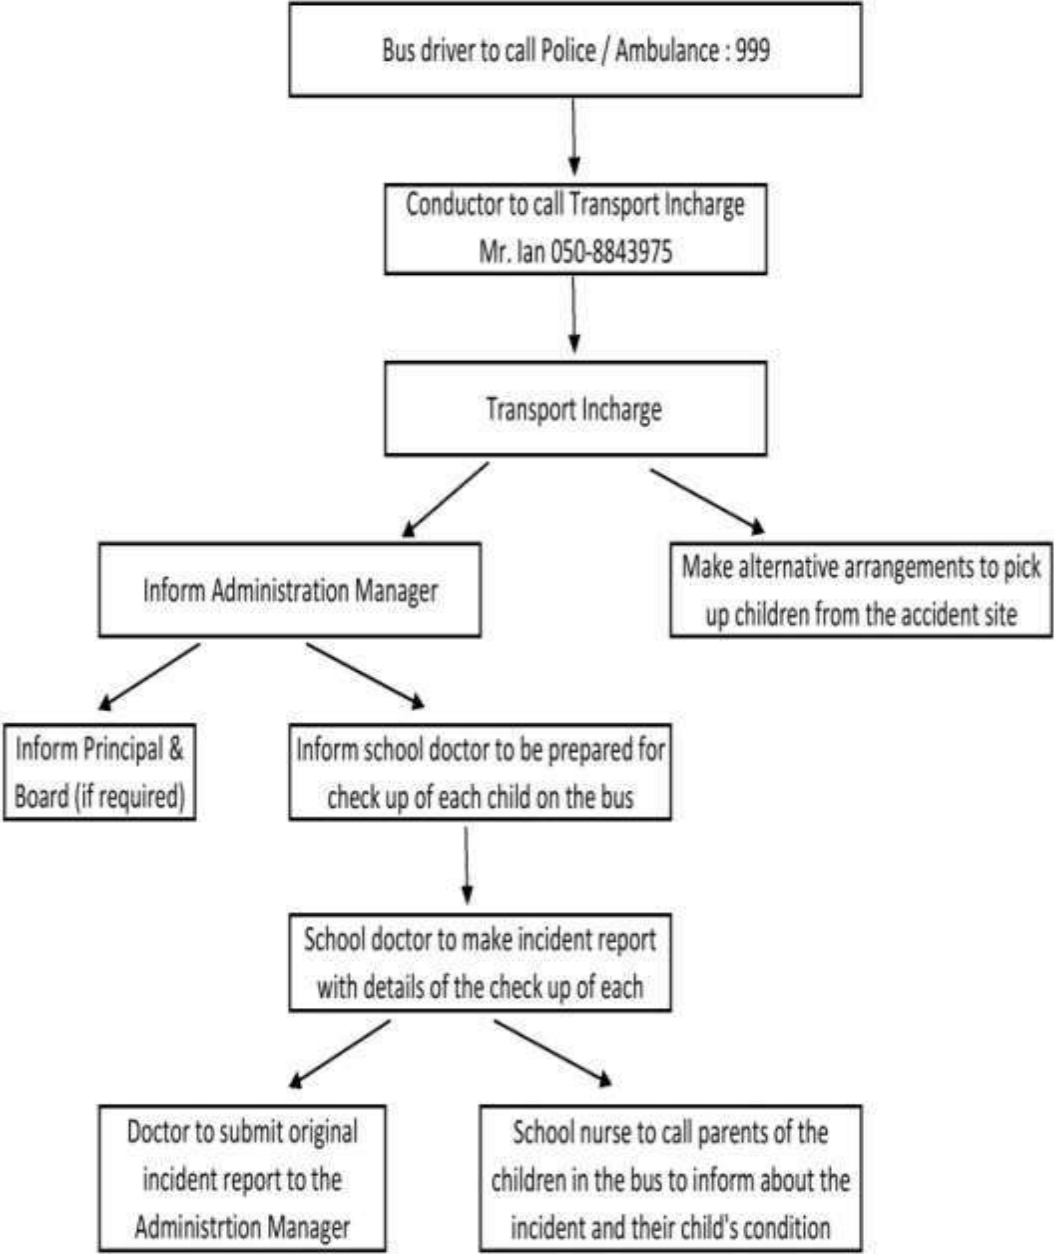 Bus driver to call Police / Ambulance : 999
Conductor to call Transport Incharge
Mr. Ian 050-8843975
Transport Incharge
Inform Administration Manager
Make alternative arrangements to pick
up children from the accident site
Inform Principal &
Board (if required)
Inform school doctor to be prepared for
check up of each child on the bus
School doctor to make incident report
with details of the check up of each
Doctor to submit original
incident report to the
Administrtion Manager
School nurse to call parents of the
children in the bus to inform about the
incident and their child's condition